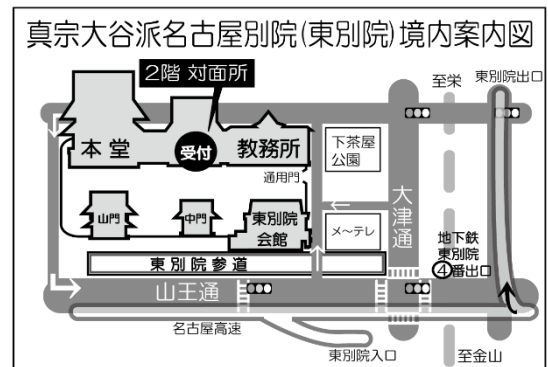 真宗大谷派名古屋別院(東別院)境内案内図
2階 対面所
至栄
東別院出口
本堂
受付
教務所
下茶屋
公園
通用門
大津通
山門
中門
東別院
会館
メ〜テレ
地下鉄
東別院
④番出口
東別院参道
山王通
名古屋高速
東別院入口
至金山